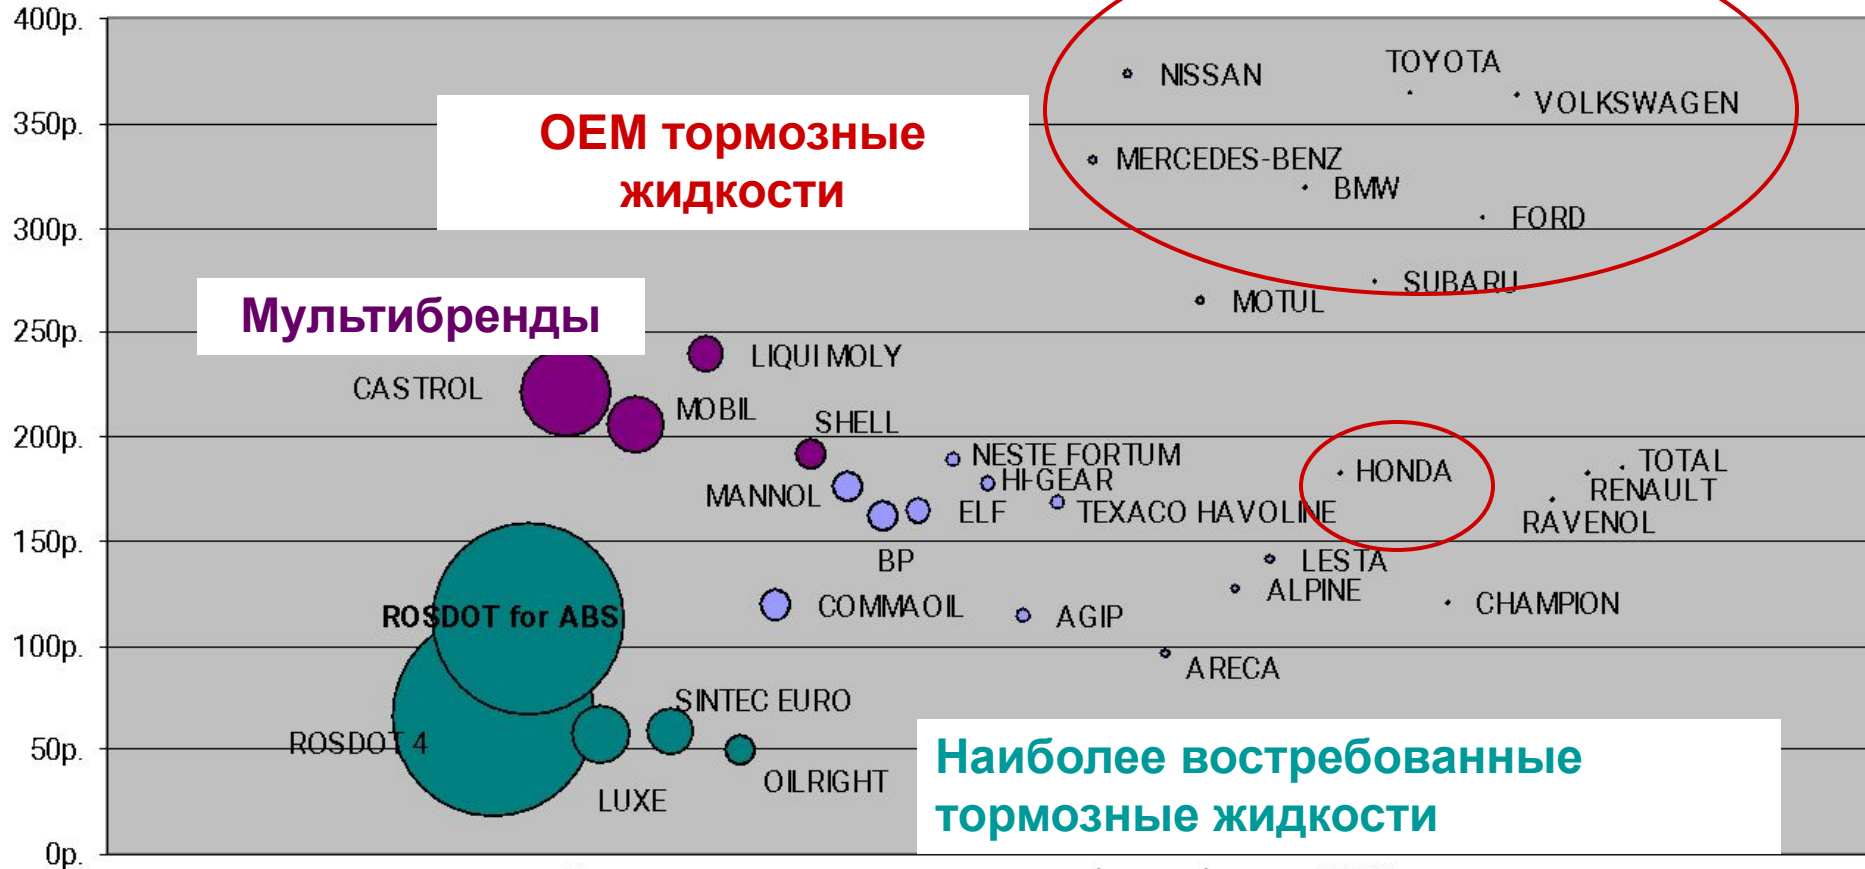 400р.
NISSAN
TOYOTA
VOLKSWAGEN
350р.
OEM тормозные
жидкости
MERCEDES-BENZ
BMW
FORD
300р.
SUBARU
MOTUL
Мультибренды
250р.
LIQUI MOLY
CASTROL
MOBIL
SHELL
200р.
NESTE FORTUM
HI-GEAR
HONDA
TOTAL
RENAULT
MANNOL
ELF
TEXACO HAVOLINE
RAVENOL
150р.
BP
LESTA
ALPINE
COMMA OIL
AGIP
CHAMPION
ROSDOT for ABS
100р.
ARECA
SINTEC EURO
ROSDOT 4
50р.
OILRIGHT
LUXE
Наиболее востребованные
тормозные жидкости
0р.